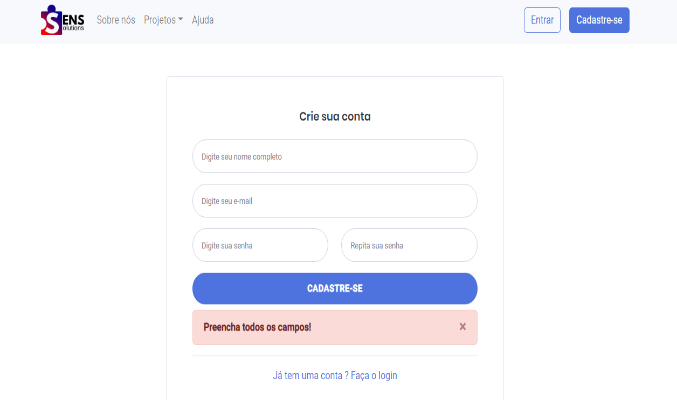 SENS
Solutions
Sobre nós Projetos Ajuda Entrar Cadastre-se
Crie sua conta
Digite seu nome completo
Digite seu e-mail
Digite sua senha Repita sua senha
CADASTRE-SE
Preencha todos os campos! ×
Já tem uma conta ? Faça o login